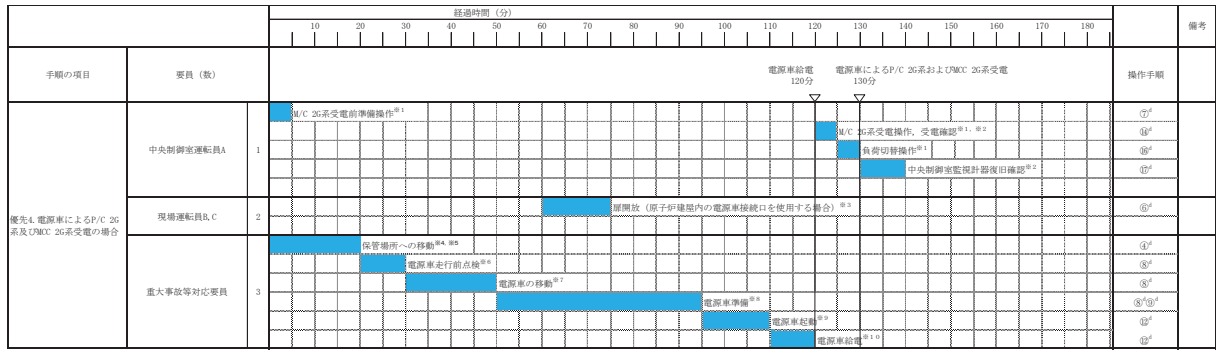 経過時間（分）
10 20 30 40 50 60 70 80 90 100 110 120 130 140 150 160 170 180
備考
手順の項目 要員（数） 操作手順
電源車給電 120分
電源車によるP/C 2G系およびMCC 2G系受電 130分
優先4.電源車によるP/C 2G系及びMCC 2G系受電の場合
中央制御室運転員A 1
M/C 2G系受電前準備操作※1 ⑦d
M/C 2G系受電操作，受電確認※1，※2 ⑭d
負荷切替操作※1 ⑯d
中央制御室監視計器復旧確認※2 ⑰d
現場運転員B,C 2
扉開放（原子炉建屋内の電源車接続口を使用する場合）※3 ⑥d
重大事故等対応要員 3
保管場所への移動※4，※5 ④d
電源車走行前点検※6 ⑧d
電源車の移動※7 ⑧d
電源車準備※8 ⑧d⑨d
電源車起動※9 ⑫d
電源車給電※10 ⑫d